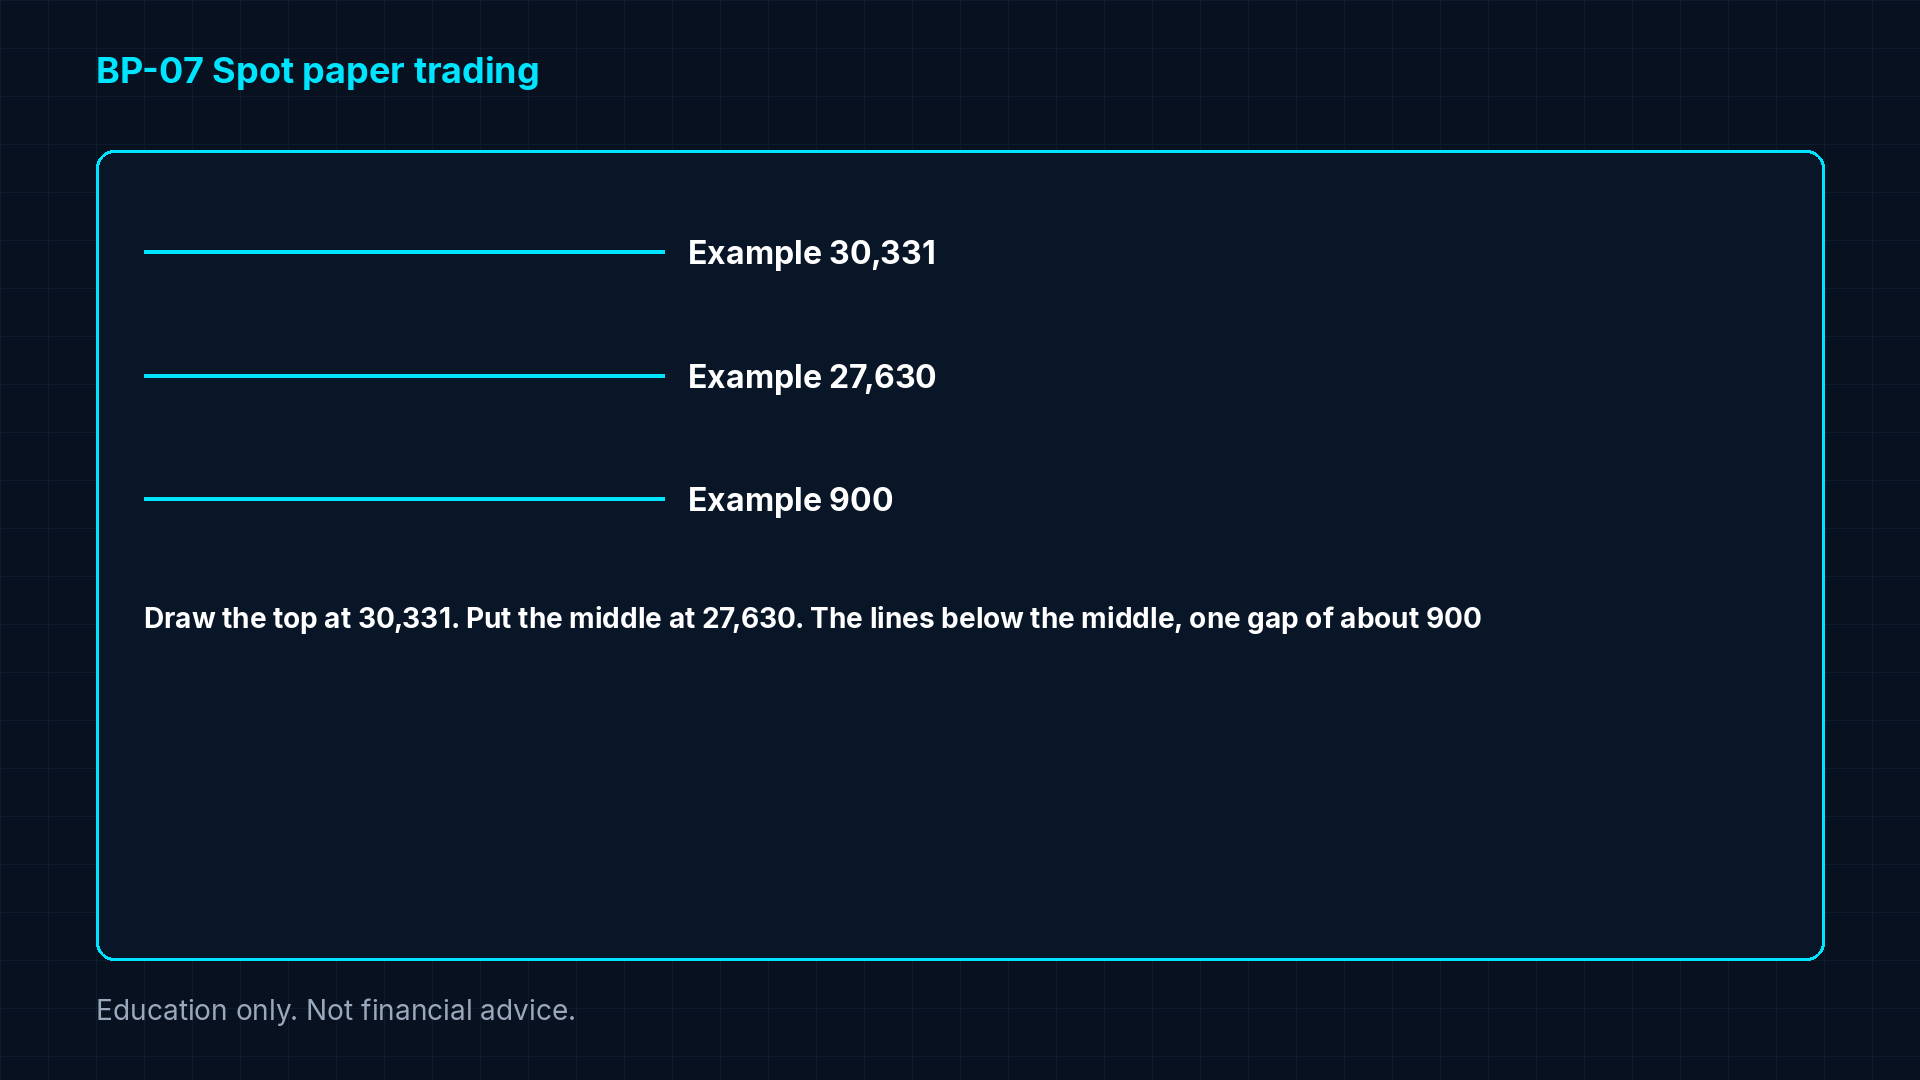 BP-07 Spot paper trading
Example 30,331
Example 27,630
Example 900
Draw the top at 30,331. Put the middle at 27,630. The lines below the middle, one gap of about 900
Education only. Not financial advice.